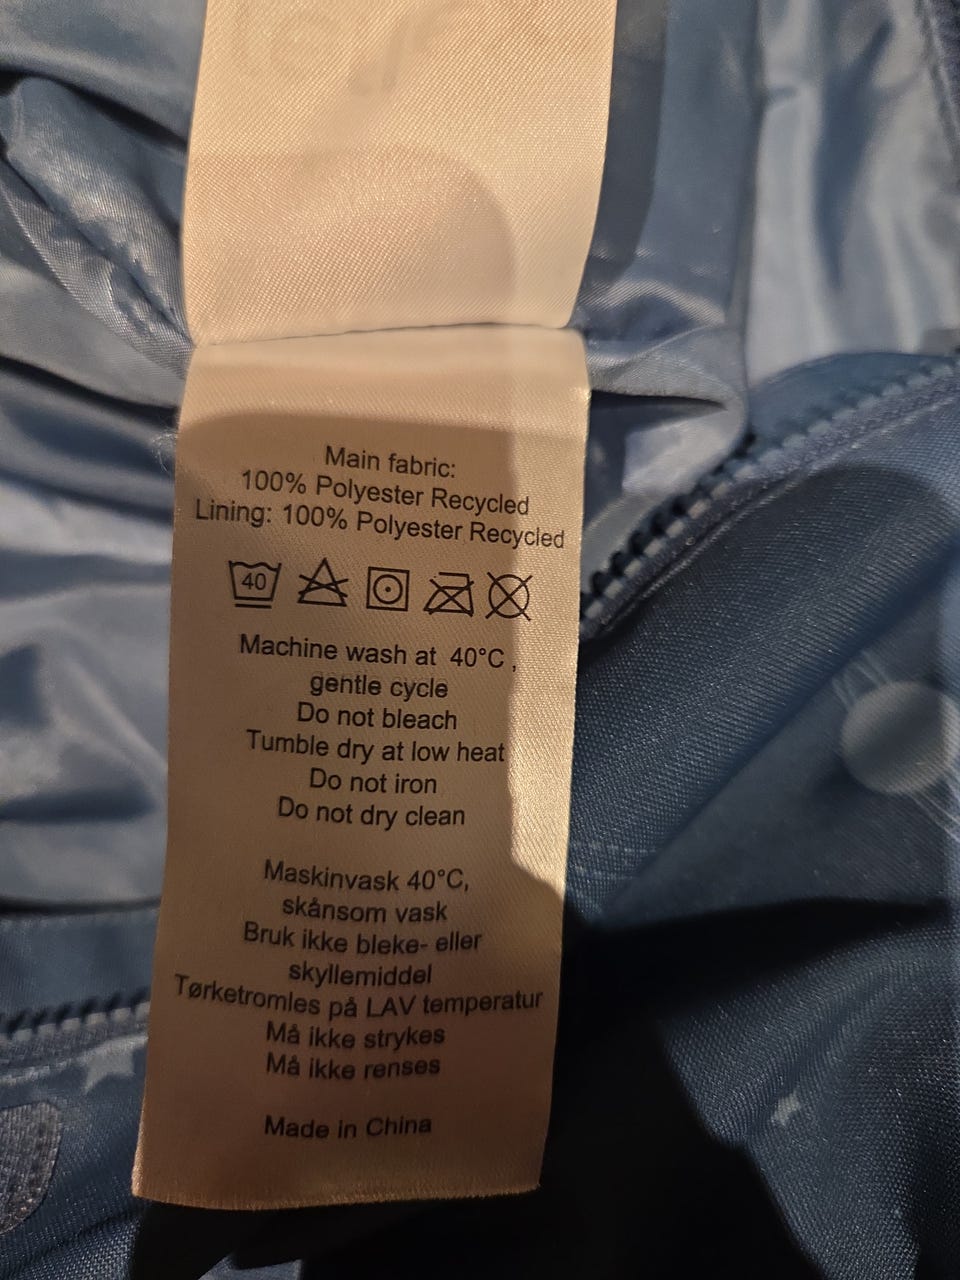 Main fabric:
100% Polyester Recycled
Lining: 100% Polyester Recycled
40
Machine wash at 40°C ,
gentle cycle
Do not bleach
Tumble dry at low heat
Do not iron
Do not dry clean
Maskinvask 40°C,
skånsom vask
Bruk ikke bleke- eller
skyllemiddel
Tørketromles på LAV temperatur
Må ikke strykes
Må ikke renses
Made in China